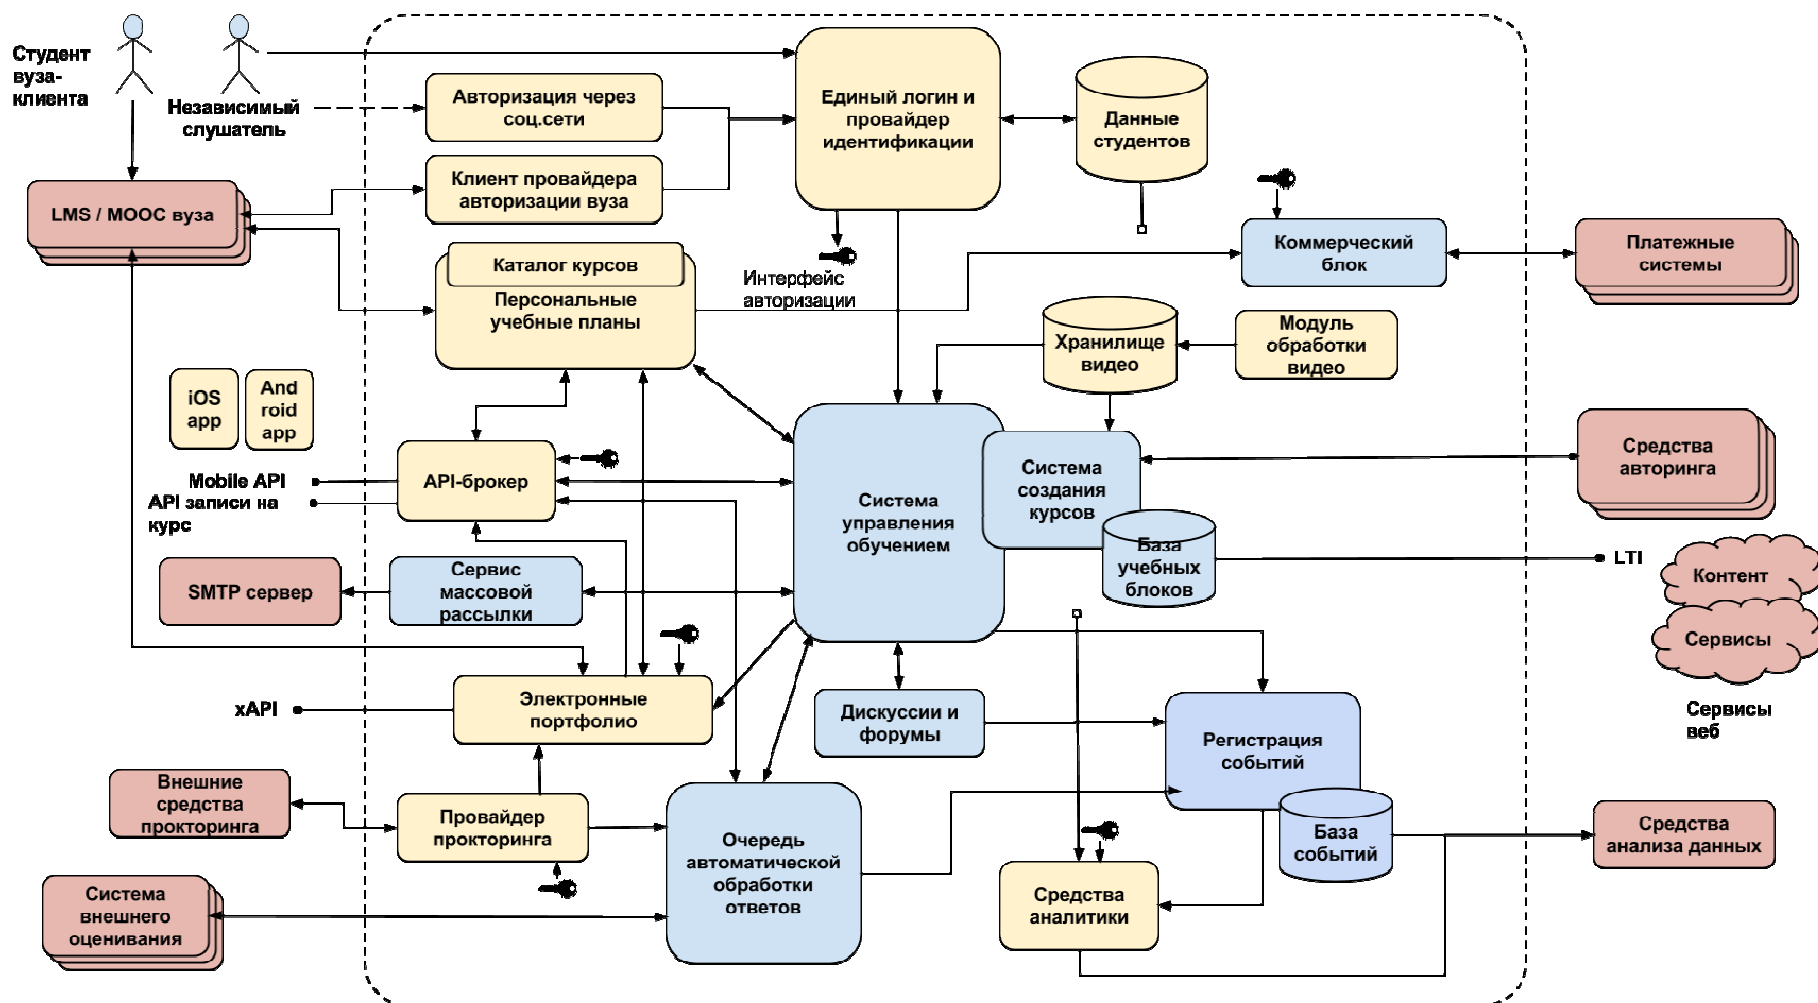 Студент
вуза-
клиента
Независимый
слушатель
Авторизация через
соц.сети
Единый логин и
провайдер
идентификации
Данные
студентов
Клиент провайдера
авторизации вуза
LMS / MOOC вуза
Коммерческий
блок
Платежные
системы
Каталог курсов
Персональные
учебные планы
Интерфейс
авторизации
Хранилище
видео
Модуль
обработки
видео
iOS
app
And
roid
app
API-брокер
Mobile API
API записи на
курс
Система
управления
обучением
Система
создания
курсов
Средства
авторинга
База
учебных
блоков
LTI
Контент
Сервисы
Сервисы
веб
SMTP сервер
Сервис
массовой
рассылки
Электронные
портфолио
xAPI
Дискуссии и
форумы
Регистрация
событий
Внешние
средства
прокторинга
Провайдер
прокторинга
Очередь
автоматической
обработки
ответов
База
событий
Средства
анализа данных
Средства
аналитики
Система
внешнего
оценивания